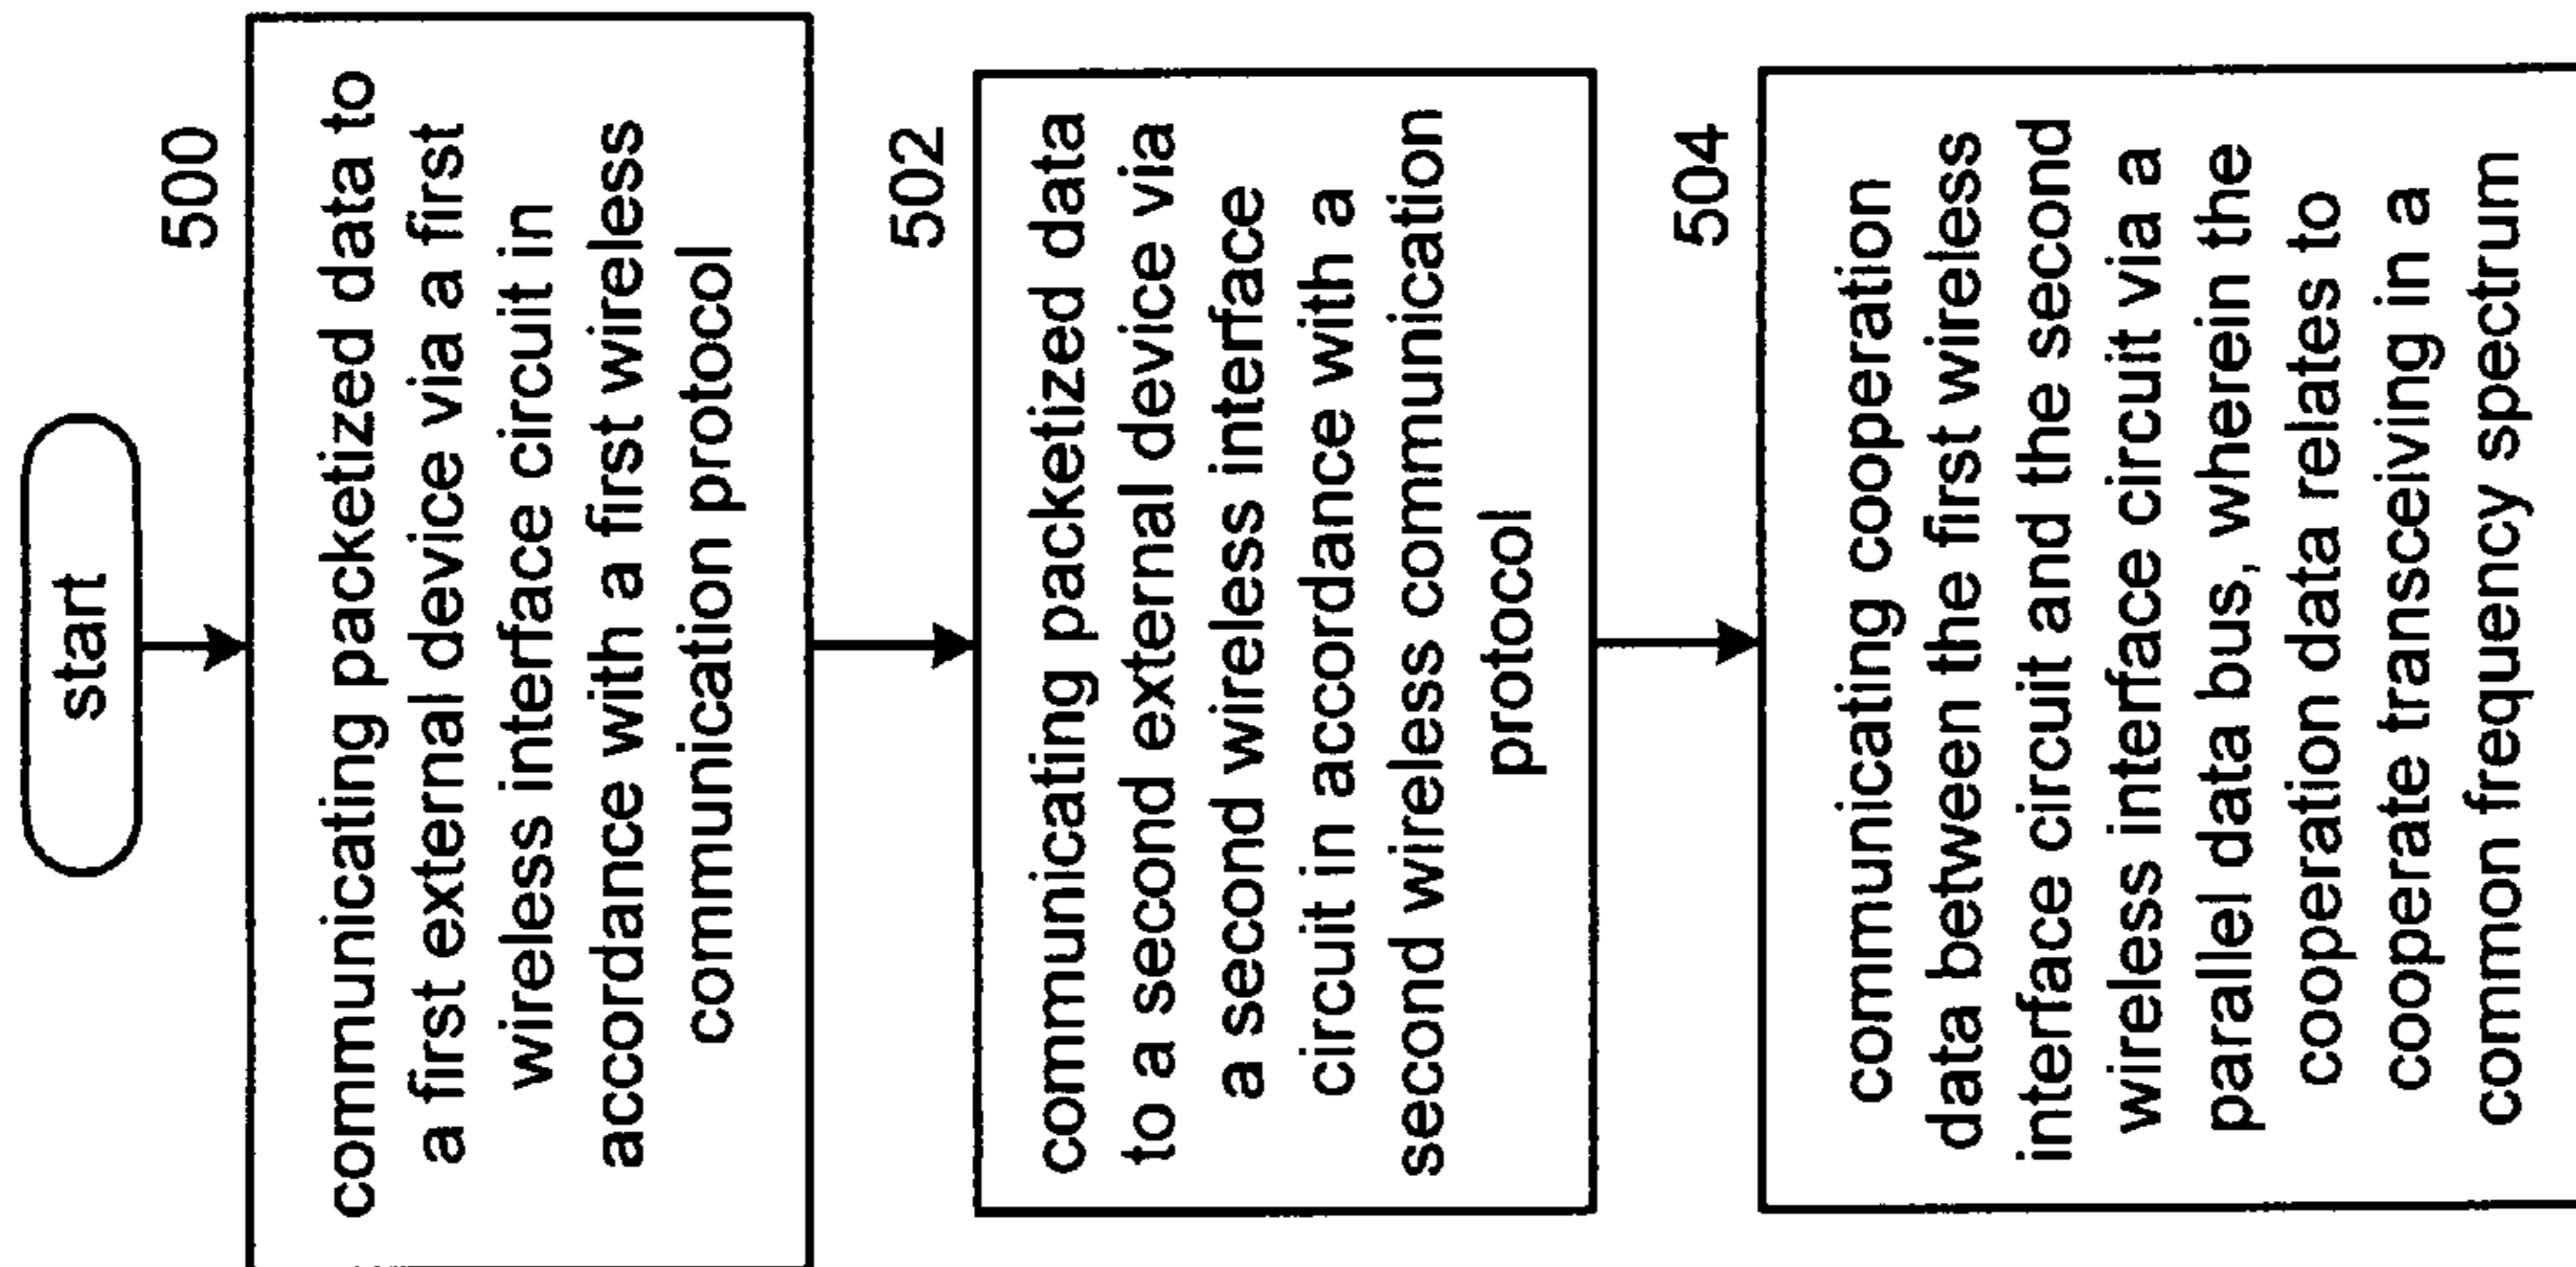 start
500
communicating packetized data to
a first external device via a first
wireless interface circuit in
accordance with a first wireless
communication protocol
502
communicating packetized data
to a second external device via
a second wireless interface
circuit in accordance with a
second wireless communication
protocol
504
communicating cooperation
data between the first wireless
interface circuit and the second
wireless interface circuit via a
parallel data bus, wherein the
cooperation data relates to
cooperate transceiving in a
common frequency spectrum